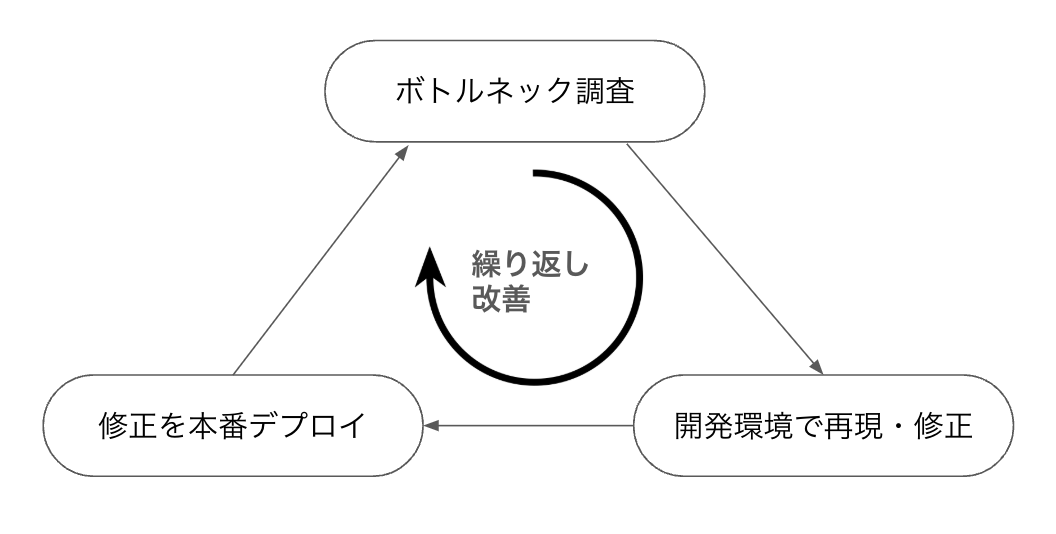 ボトルネック調査
繰り返し
改善
修正を本番デプロイ
開発環境で再現・修正